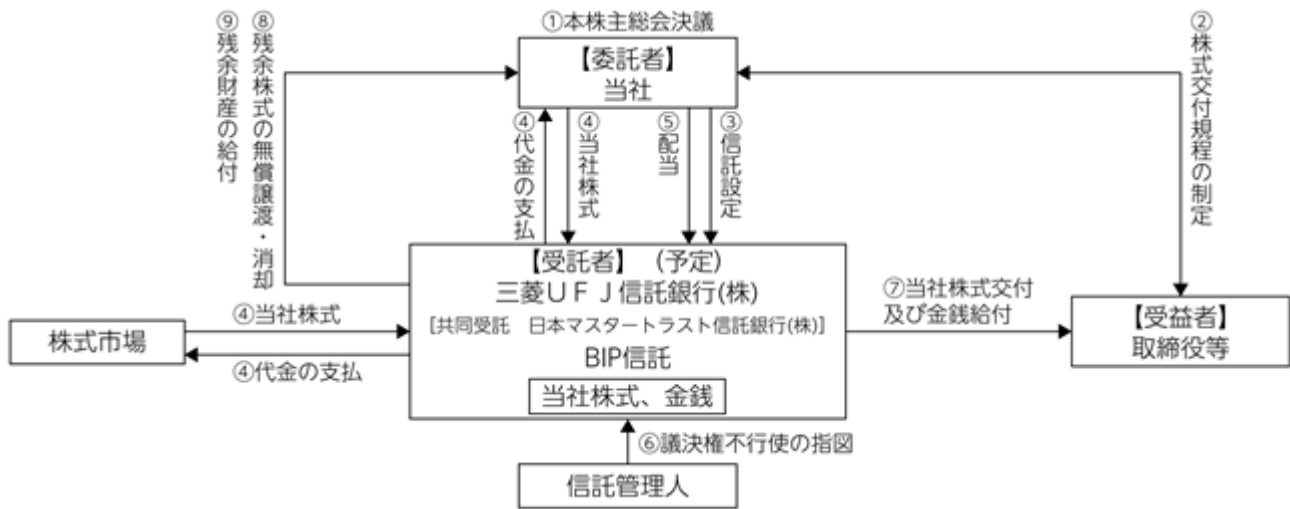 ①本株主総会決議
【委託者】
当社
⑨残余財産の給付
⑧残余株式の無償譲渡・消却
④代金の支払
④当社株式
⑤配当
③信託設定
②株式交付規程の制定
【受託者】（予定）
三菱ＵＦＪ信託銀行(株)
[共同受託　日本マスタートラスト信託銀行(株)]
BIP信託
当社株式、金銭
株式市場
④当社株式
④代金の支払
⑦当社株式交付
及び金銭給付
【受益者】
取締役等
⑥議決権不行使の指図
信託管理人